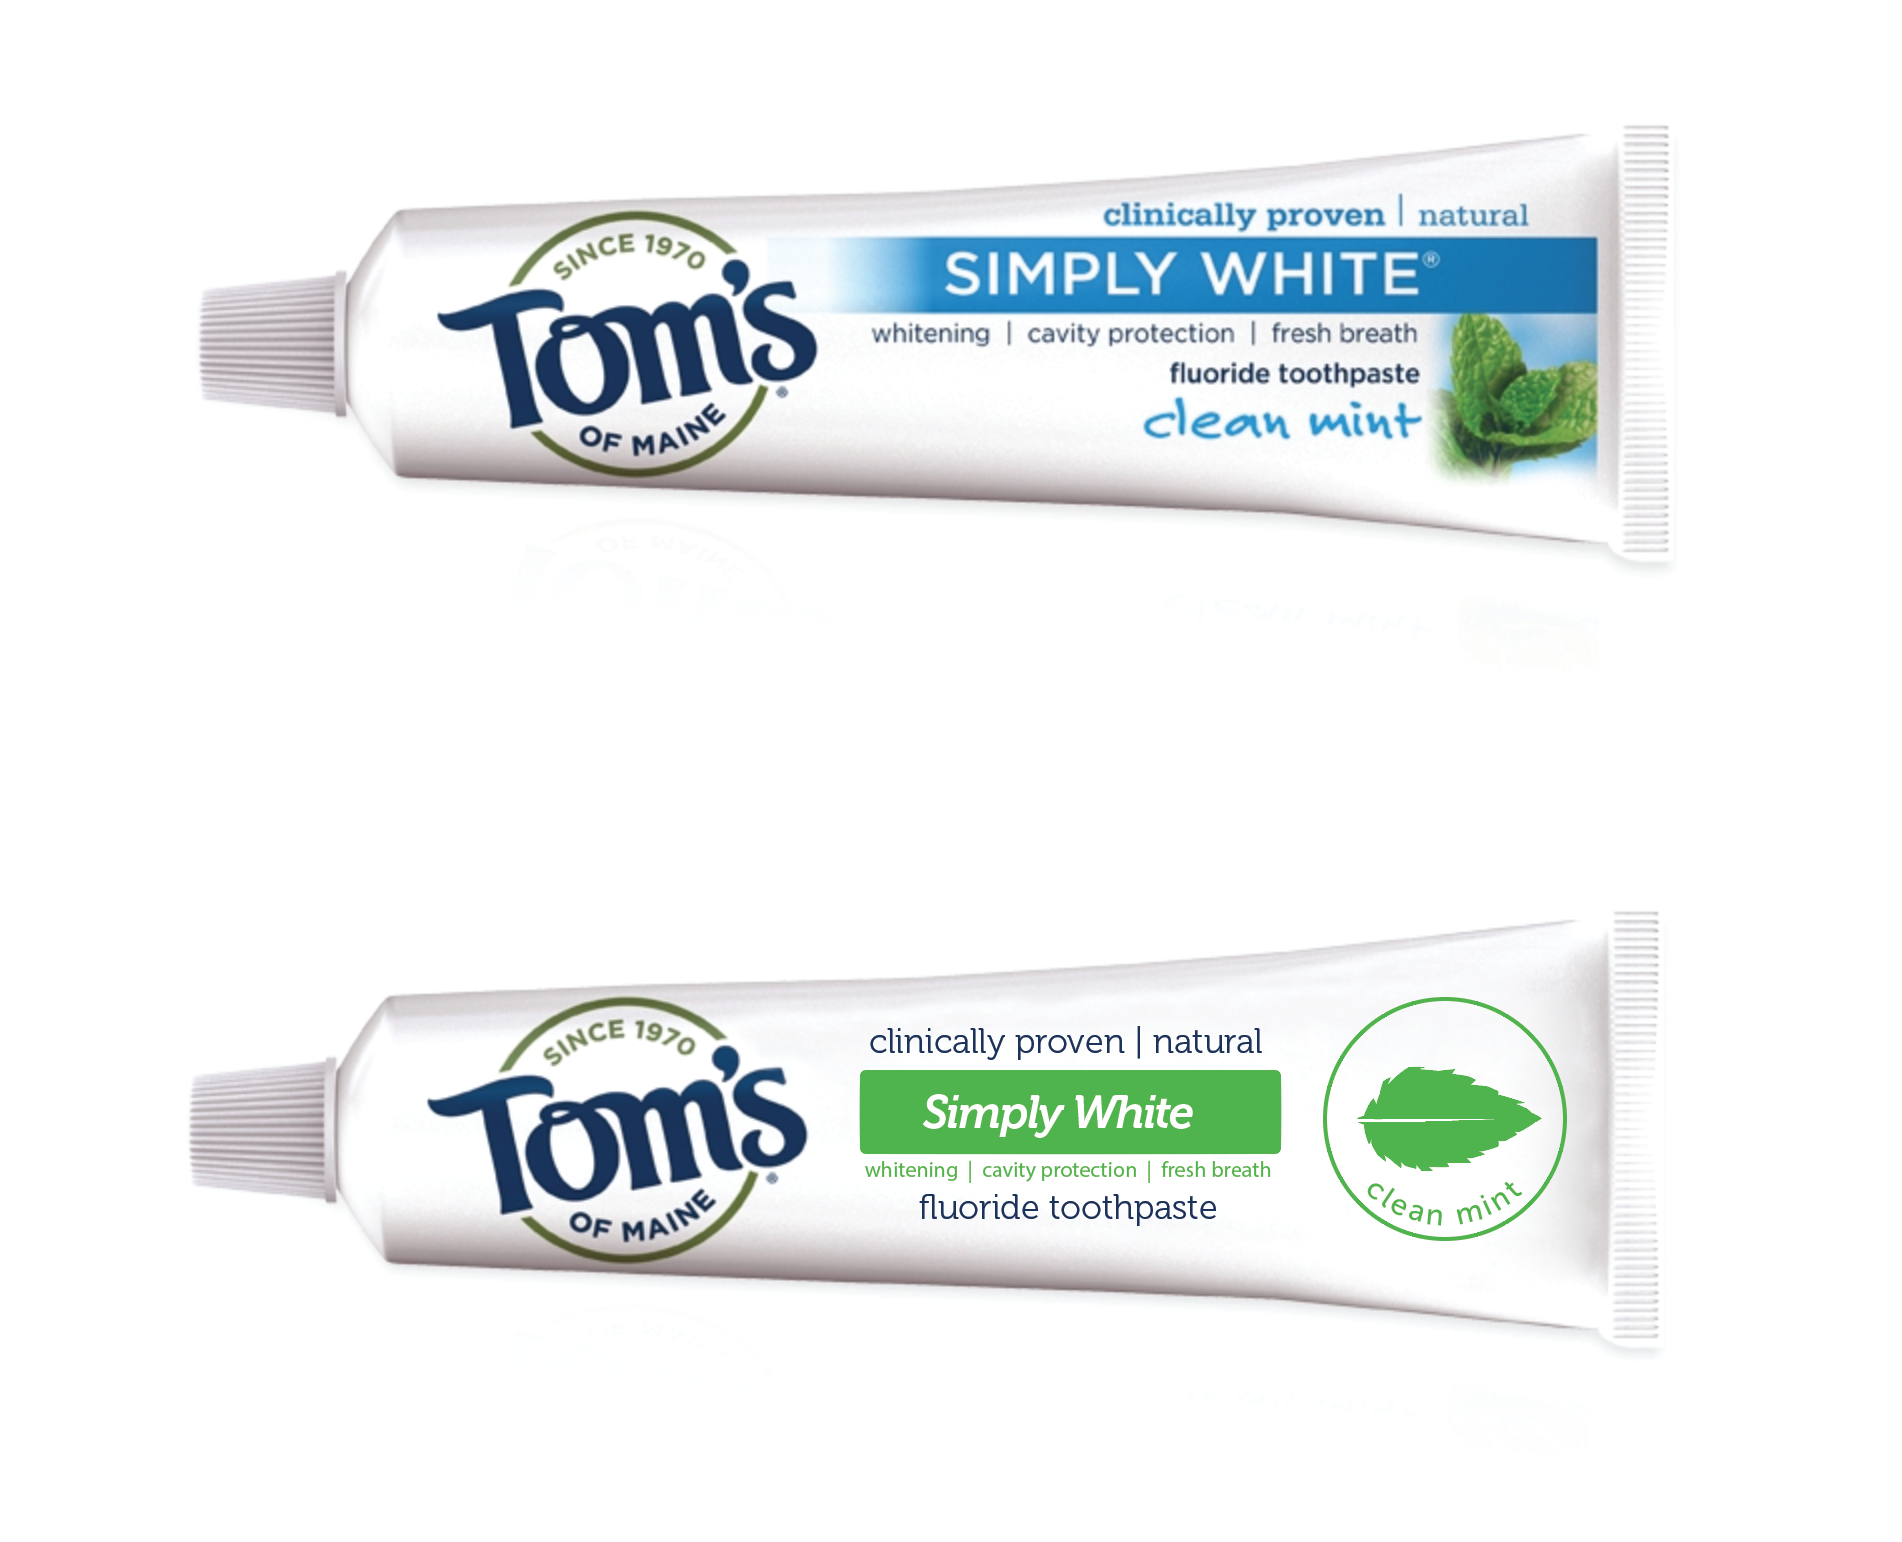 SINCE 1970
Tom's®
OF MAINE
clinically proven | natural
SIMPLY WHITE®
whitening | cavity protection | fresh breath
fluoride toothpaste
clean mint
SINCE 1970
Tom's®
OF MAINE
clinically proven | natural
Simply White
whitening | cavity protection | fresh breath
fluoride toothpaste
clean mint